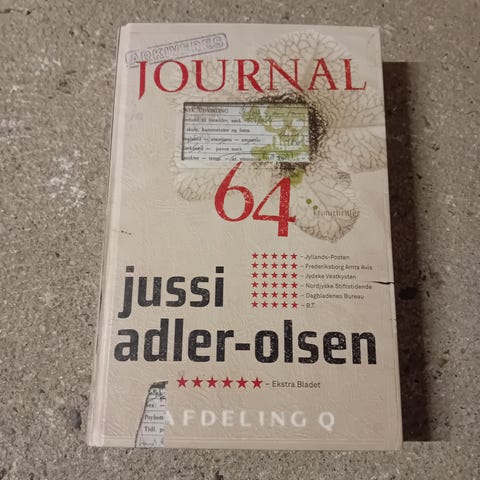 ARKIVERES
JOURNAL
64
krimithriller
★★★★★★ – Jyllands-Posten
★★★★★★ – Frederiksborg Amts Avis
★★★★★★ – Jydske Vestkysten
★★★★★★ – Nordjyske Stiftstidende
★★★★★★ – Dagbladenes Bureau
★★★★★★ – B.T.
jussi
adler-olsen
★★★★★★ – Ekstra Bladet
AFDELING Q